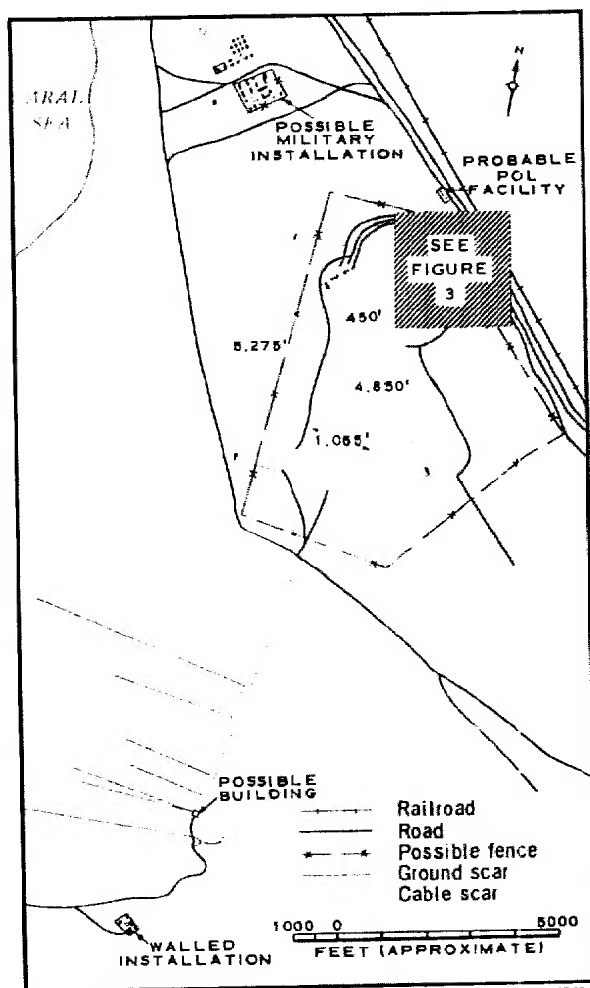 N
ARAL
SEA
POSSIBLE
MILITARY
INSTALLATION
PROBABLE
POL
FACILITY
SEE
FIGURE
3
450'
5,275'
4,850'
1,055'
POSSIBLE
BUILDING
Railroad
Road
Possible fence
Ground scar
Cable scar
1000 0 5000
FEET (APPROXIMATE)
WALLED
INSTALLATION